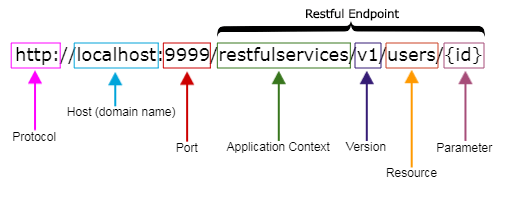 Restful Endpoint
http://localhost:9999/restfulservices/v1/users/{id}
Host (domain name)
Protocol
Port
Application Context
Version
Parameter
Resource